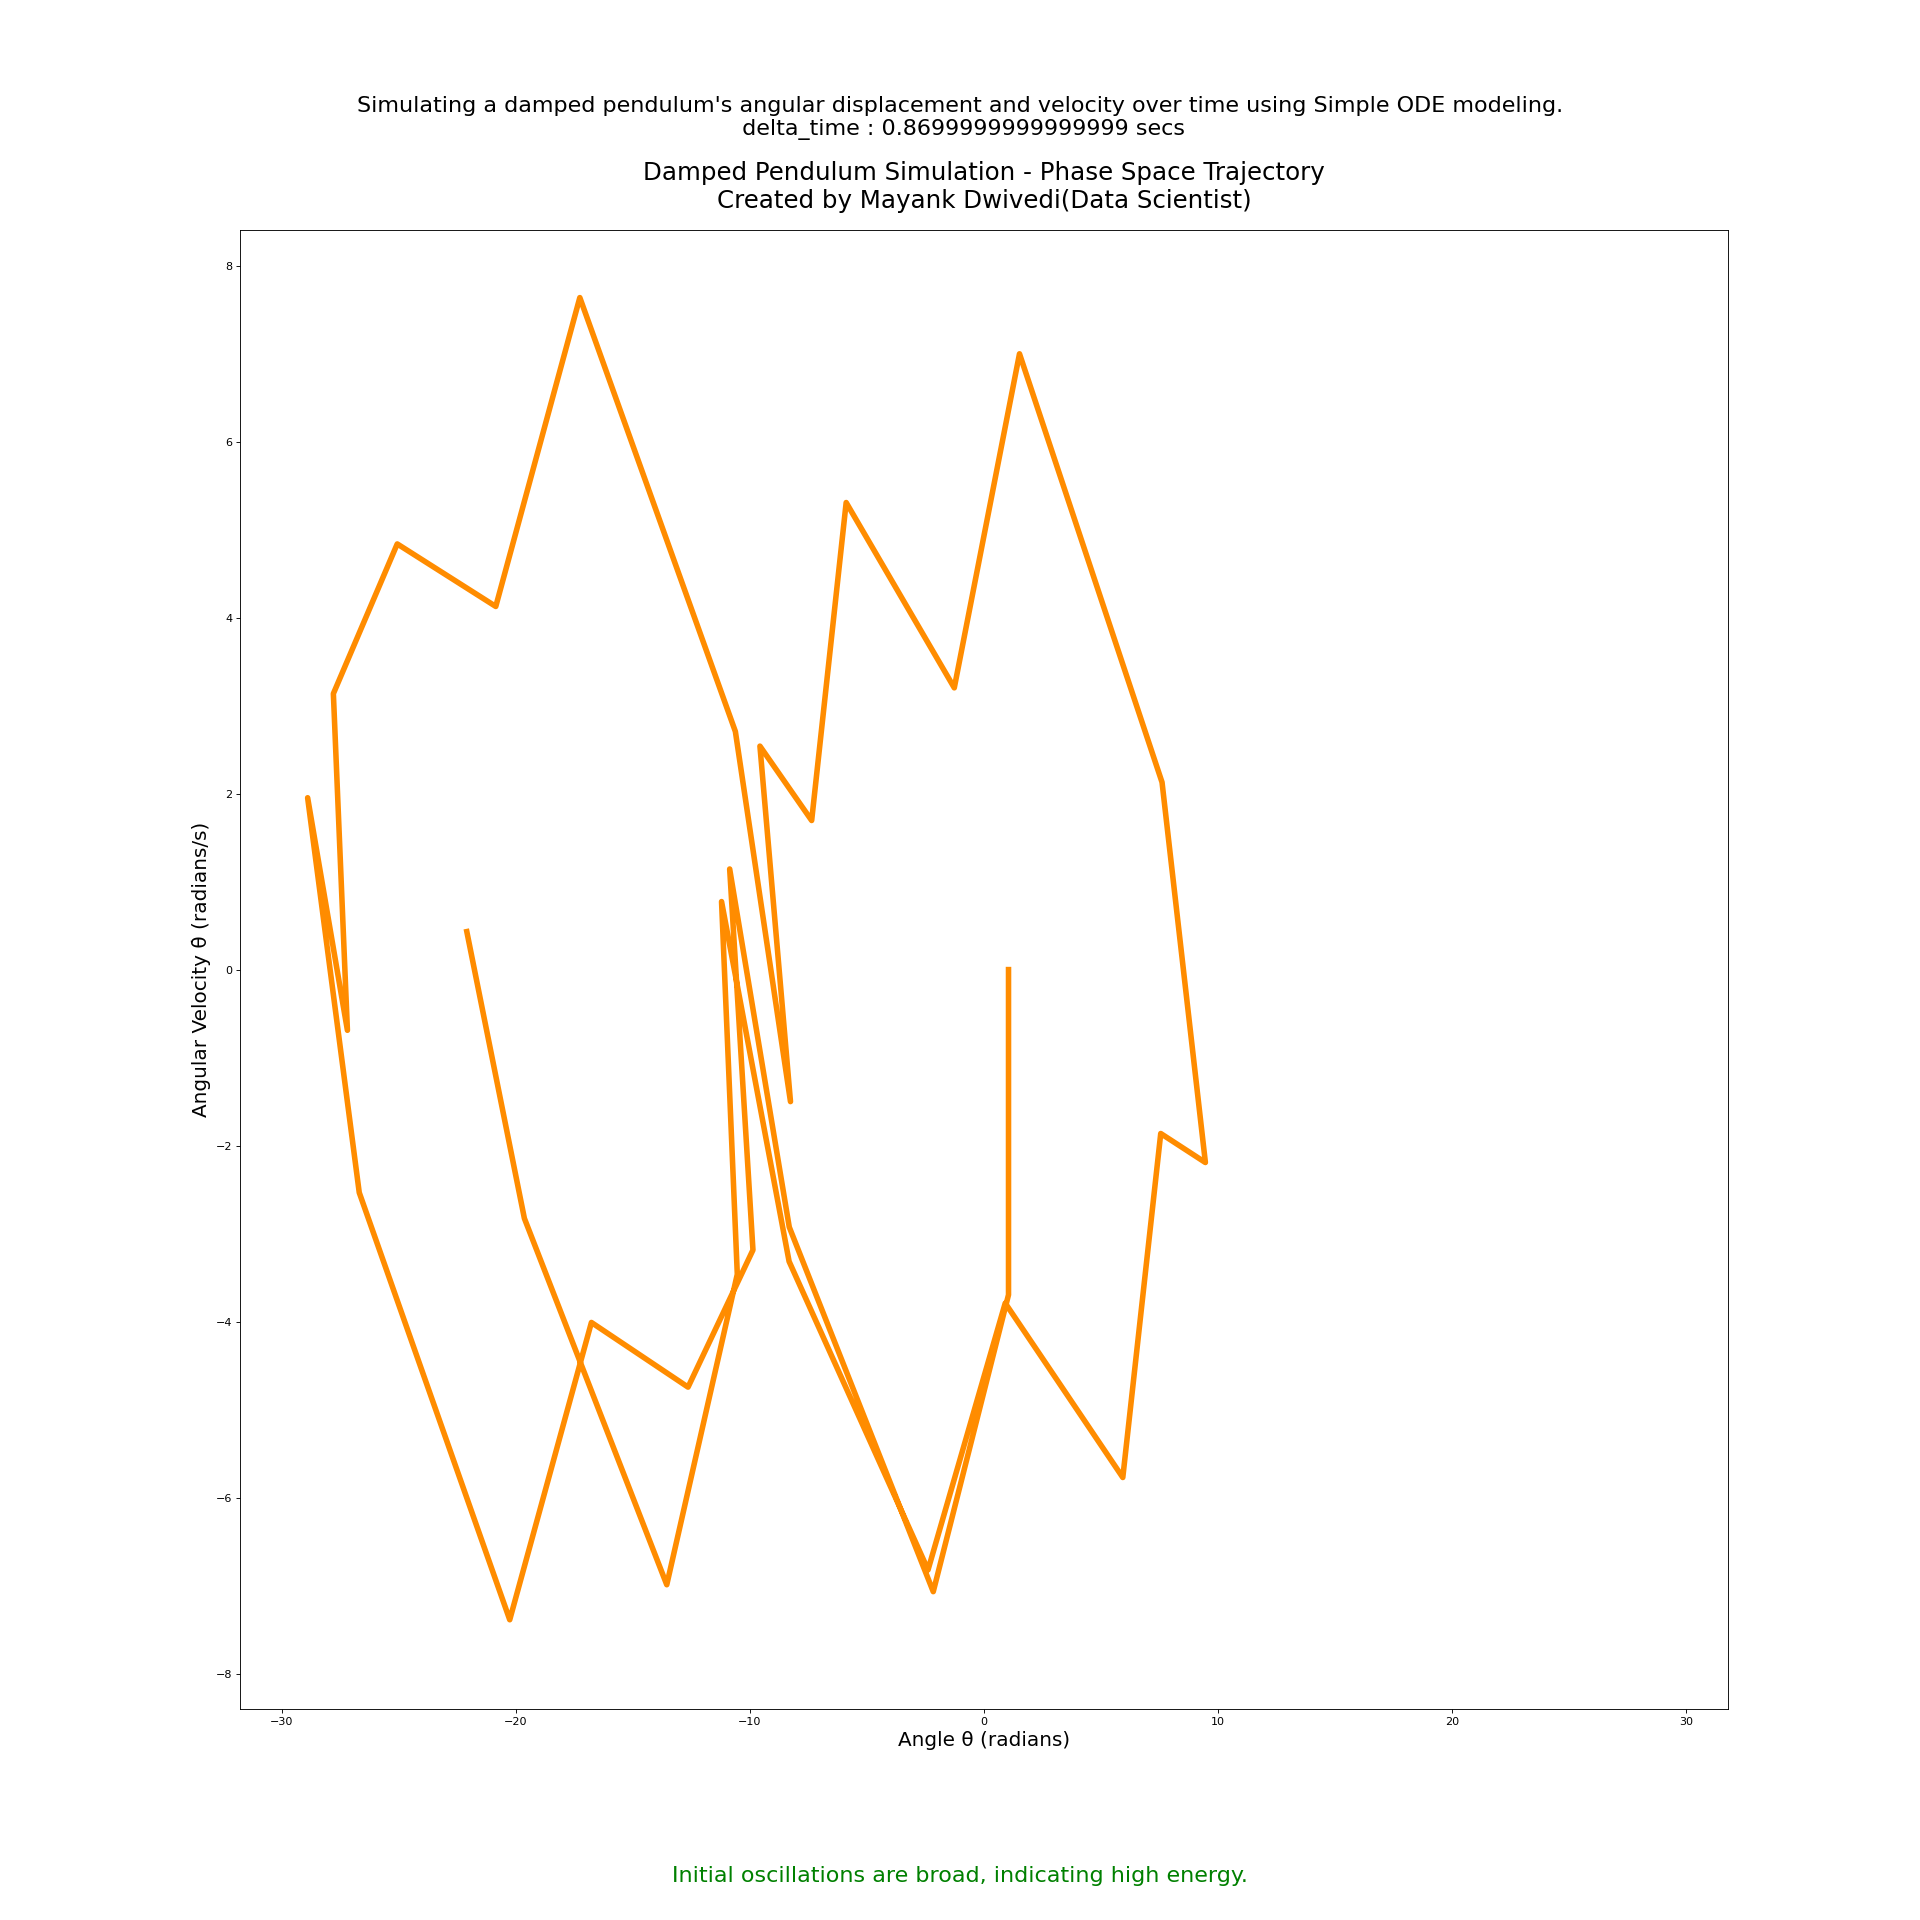 Simulating a damped pendulum's angular displacement and velocity over time using Simple ODE modeling.
delta_time : 0.8699999999999999 secs
Damped Pendulum Simulation - Phase Space Trajectory
Created by Mayank Dwivedi(Data Scientist)
8
6
4
2
0
−2
−4
−6
−8
Angular Velocity θ (radians/s)
−30
−20
−10
0
10
20
30
Angle θ (radians)
Initial oscillations are broad, indicating high energy.